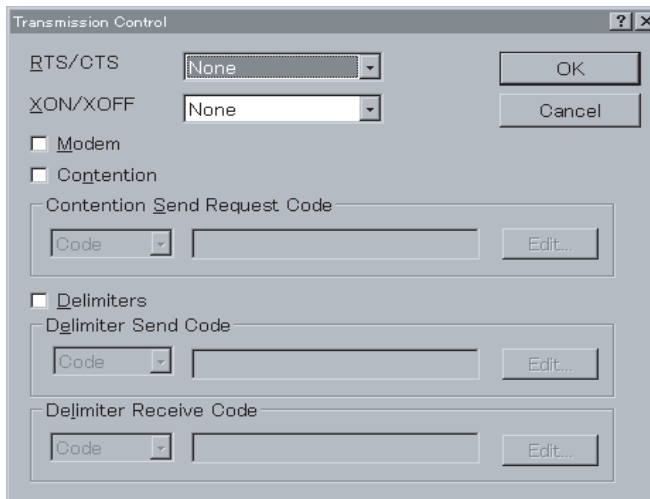 Transmission Control
RTS/CTS None OK
XON/XOFF None Cancel
Modem
Contention
Contention Send Request Code
Code Edit...
Delimiters
Delimiter Send Code
Code Edit...
Delimiter Receive Code
Code Edit...